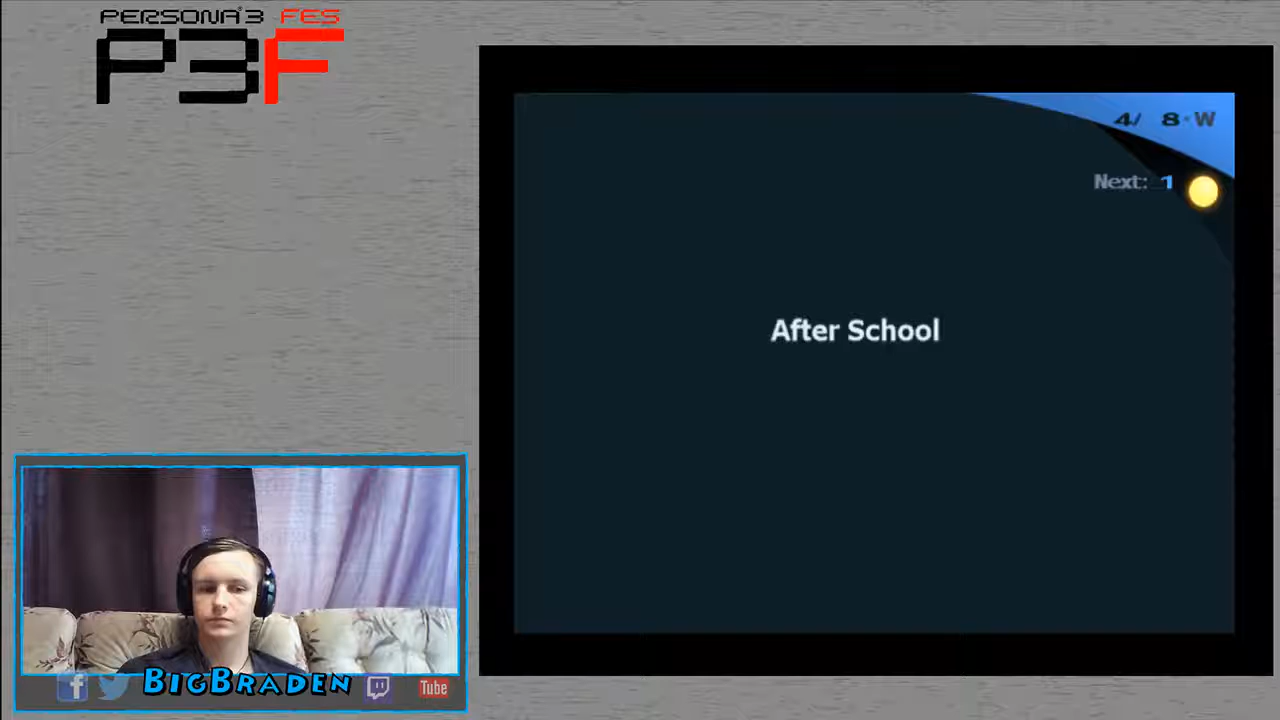 PERSONA'3 FES
P3F
4/ 8·W
Next: 1
After School
BIGBRADEN
Tube